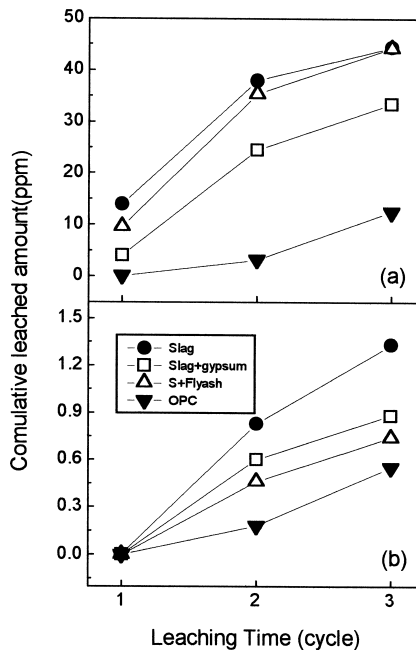 50
40
30
20
10
0
(a)
Comulative leached amount(ppm)
1.5
1.2
0.9
0.6
0.3
0.0
Slag
Slag+gypsum
S+Flyash
OPC
(b)
1 2 3
Leaching Time (cycle)